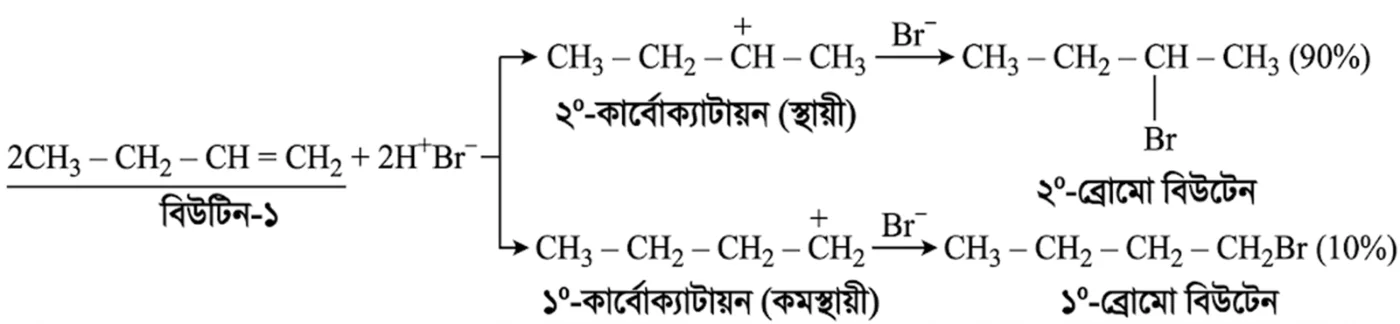 CH₃ – CH₂ – C⁺H – CH₃ Br⁻ CH₃ – CH₂ – CH – CH₃ (90%)
২°-কার্বোক্যাটায়ন (স্থায়ী)
Br
২°-ব্রোমো বিউটেন
2CH₃ – CH₂ – CH = CH₂ + 2H⁺Br⁻
বিউটিন-১
CH₃ – CH₂ – CH₂ – C⁺H₂ Br⁻ CH₃ – CH₂ – CH₂ – CH₂Br (10%)
১°-কার্বোক্যাটায়ন (কমস্থায়ী) ১°-ব্রোমো বিউটেন